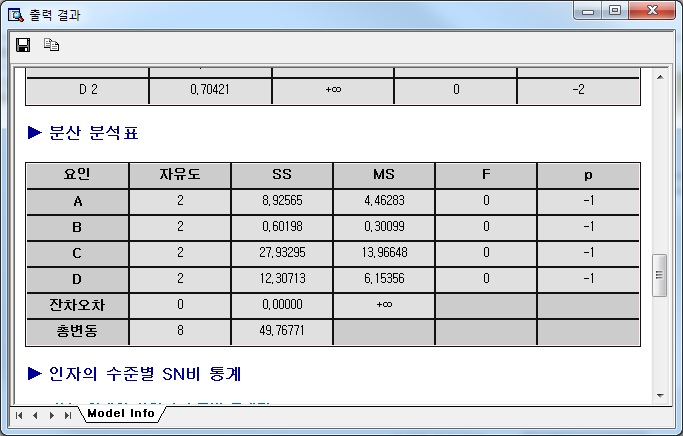 출력 결과
D 2 0.70421 +∞ 0 -2
▶ 분산 분석표
요인 자유도 SS MS F p
A 2 8.92565 4.46283 0 -1
B 2 0.60198 0.30099 0 -1
C 2 27.93295 13.96648 0 -1
D 2 12.30713 6.15356 0 -1
잔차오차 0 0.00000 +∞
총변동 8 49.76771
▶ 인자의 수준별 SN비 통계
Model Info